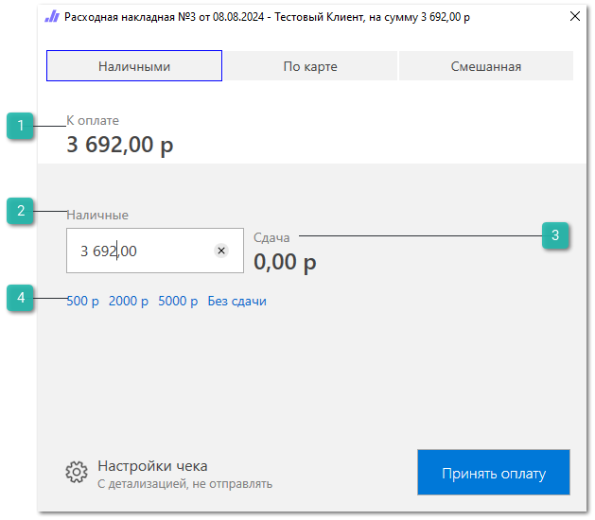 Расходная накладная №3 от 08.08.2024 - Тестовый Клиент, на сумму 3 692,00 р
Наличными По карте Смешанная
1 К оплате
3 692,00 р
2 Наличные
Сдача 3
3 692,00
0,00 р
4 500 р 2000 р 5000 р Без сдачи
Настройки чека
С детализацией, не отправлять
Принять оплату